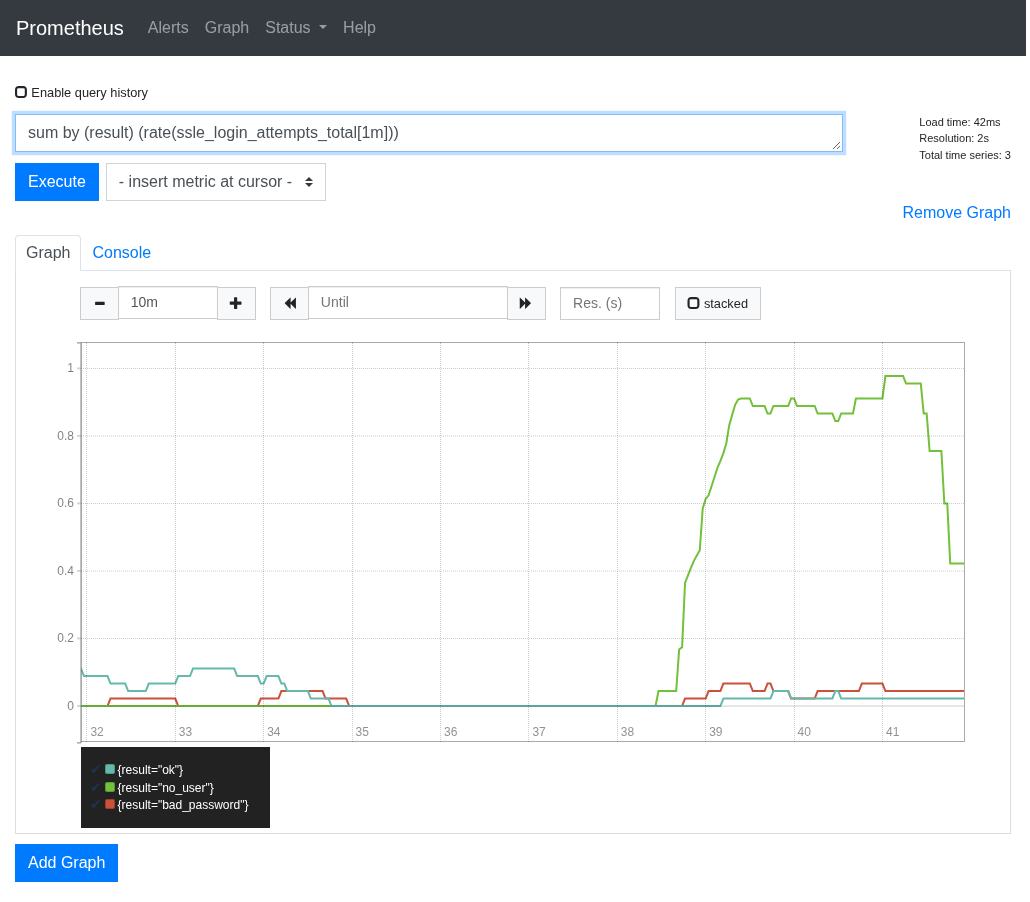 Prometheus Alerts Graph Status Help
Enable query history
sum by (result) (rate(ssle_login_attempts_total[1m]))
Load time: 42ms
Resolution: 2s
Total time series: 3
Execute - insert metric at cursor -
Remove Graph
Graph Console
10m Until Res. (s) stacked
1
0.8
0.6
0.4
0.2
0
32 33 34 35 36 37 38 39 40 41
{result="ok"}
{result="no_user"}
{result="bad_password"}
Add Graph